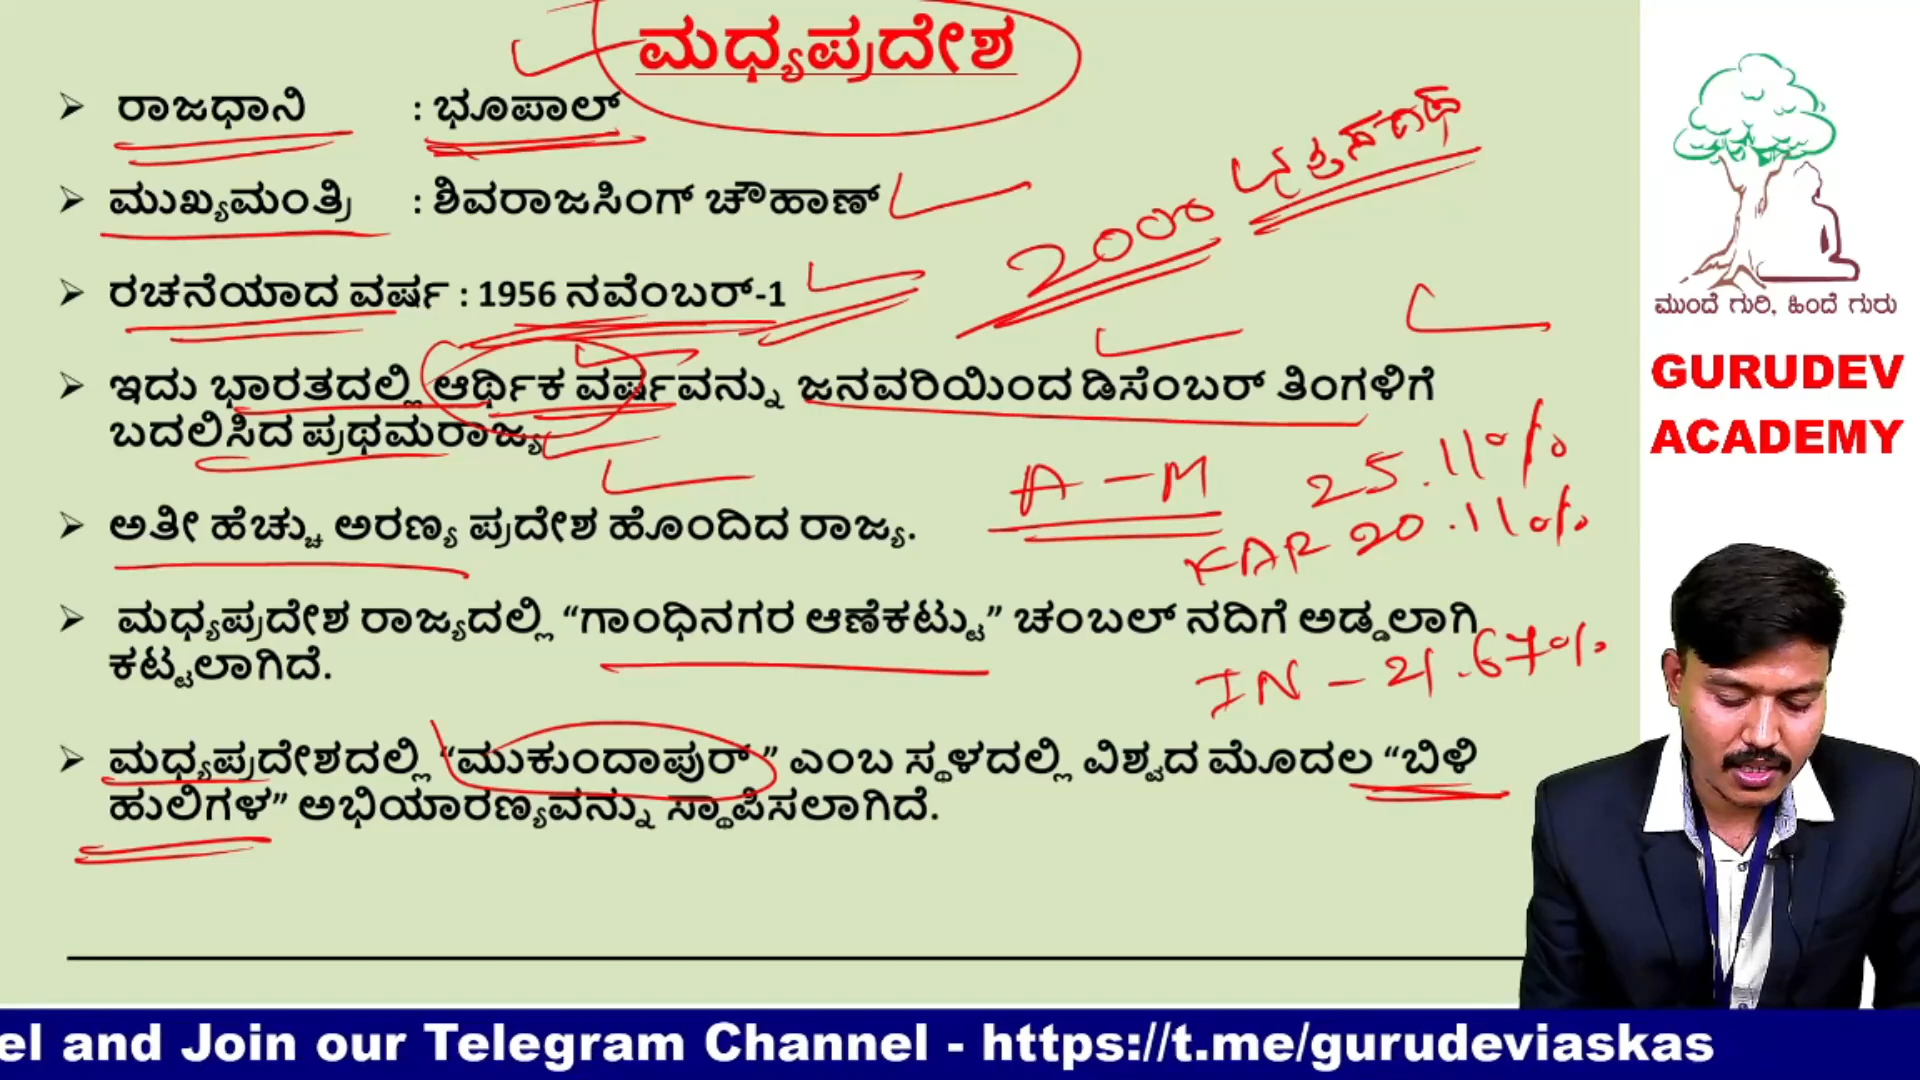 ಮಧ್ಯಪ್ರದೇಶ
➢ ರಾಜಧಾನಿ : ಭೂಪಾಲ್
➢ ಮುಖ್ಯಮಂತ್ರಿ : ಶಿವರಾಜಸಿಂಗ್ ಚೌಹಾಣ್
➢ ರಚನೆಯಾದ ವರ್ಷ : 1956 ನವೆಂಬರ್-1
2000
➢ ಇದು ಭಾರತದಲ್ಲಿ ಆರ್ಥಿಕ ವರ್ಷವನ್ನು ಜನವರಿಯಿಂದ ಡಿಸೆಂಬರ್ ತಿಂಗಳಿಗೆ
ಬದಲಿಸಿದ ಪ್ರಥಮರಾಜ್ಯ
A - M
25.11%
➢ ಅತೀ ಹೆಚ್ಚು ಅರಣ್ಯ ಪ್ರದೇಶ ಹೊಂದಿದ ರಾಜ್ಯ.
KAR 20.11%
➢ ಮಧ್ಯಪ್ರದೇಶ ರಾಜ್ಯದಲ್ಲಿ “ಗಾಂಧಿನಗರ ಆಣೆಕಟ್ಟು” ಚಂಬಲ್ ನದಿಗೆ ಅಡ್ಡಲಾಗಿ
ಕಟ್ಟಲಾಗಿದೆ.
IN - 21.67%
➢ ಮಧ್ಯಪ್ರದೇಶದಲ್ಲಿ “ಮುಕುಂದಾಪುರ್ ” ಎಂಬ ಸ್ಥಳದಲ್ಲಿ ವಿಶ್ವದ ಮೊದಲ “ಬಿಳಿ
ಹುಲಿಗಳ” ಅಭಿಯಾರಣ್ಯವನ್ನು ಸ್ಥಾಪಿಸಲಾಗಿದೆ.
ಮುಂದೆ ಗುರಿ, ಹಿಂದೆ ಗುರು
GURUDEV
ACADEMY
el and Join our Telegram Channel - https://t.me/gurudeviaskas